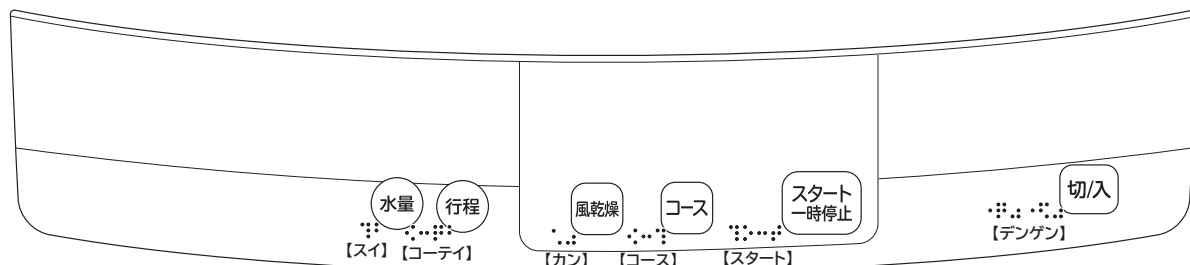 水量
行程
風乾燥
コース
スタート
一時停止
切/入
【スイ】
【コーテイ】
【カン】
【コース】
【スタート】
【デンゲン】